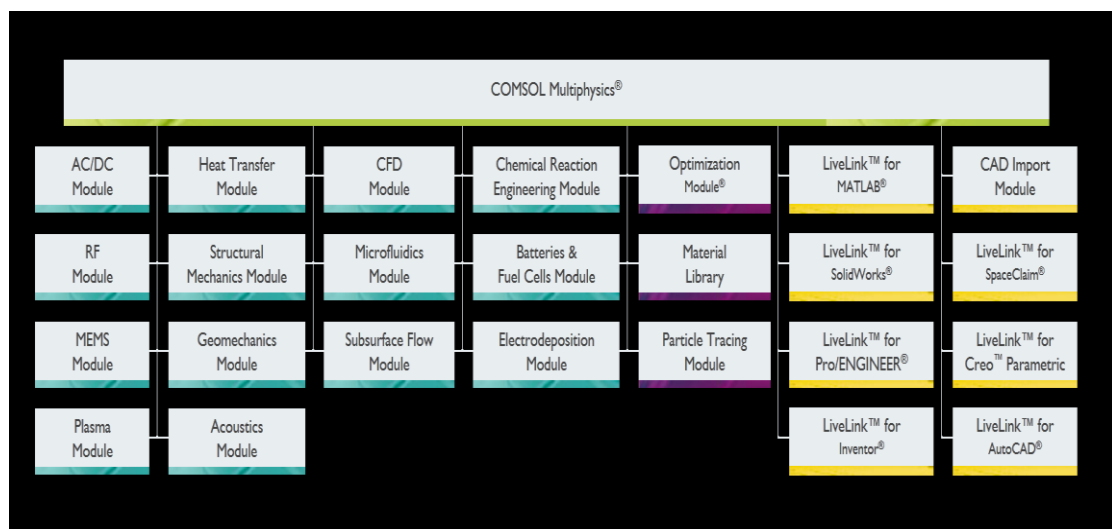 COMSOL Multiphysics®
AC/DC
Module
Heat Transfer
Module
CFD
Module
Chemical Reaction
Engineering Module
Optimization
Module®
LiveLink™ for
MATLAB®
CAD Import
Module
RF
Module
Structural
Mechanics Module
Microfluidics
Module
Batteries &
Fuel Cells Module
Material
Library
LiveLink™ for
SolidWorks®
LiveLink™ for
SpaceClaim®
MEMS
Module
Geomechanics
Module
Subsurface Flow
Module
Electrodeposition
Module
Particle Tracing
Module
LiveLink™ for
Pro/ENGINEER®
LiveLink™ for
Creo™ Parametric
Plasma
Module
Acoustics
Module
LiveLink™ for
Inventor®
LiveLink™ for
AutoCAD®